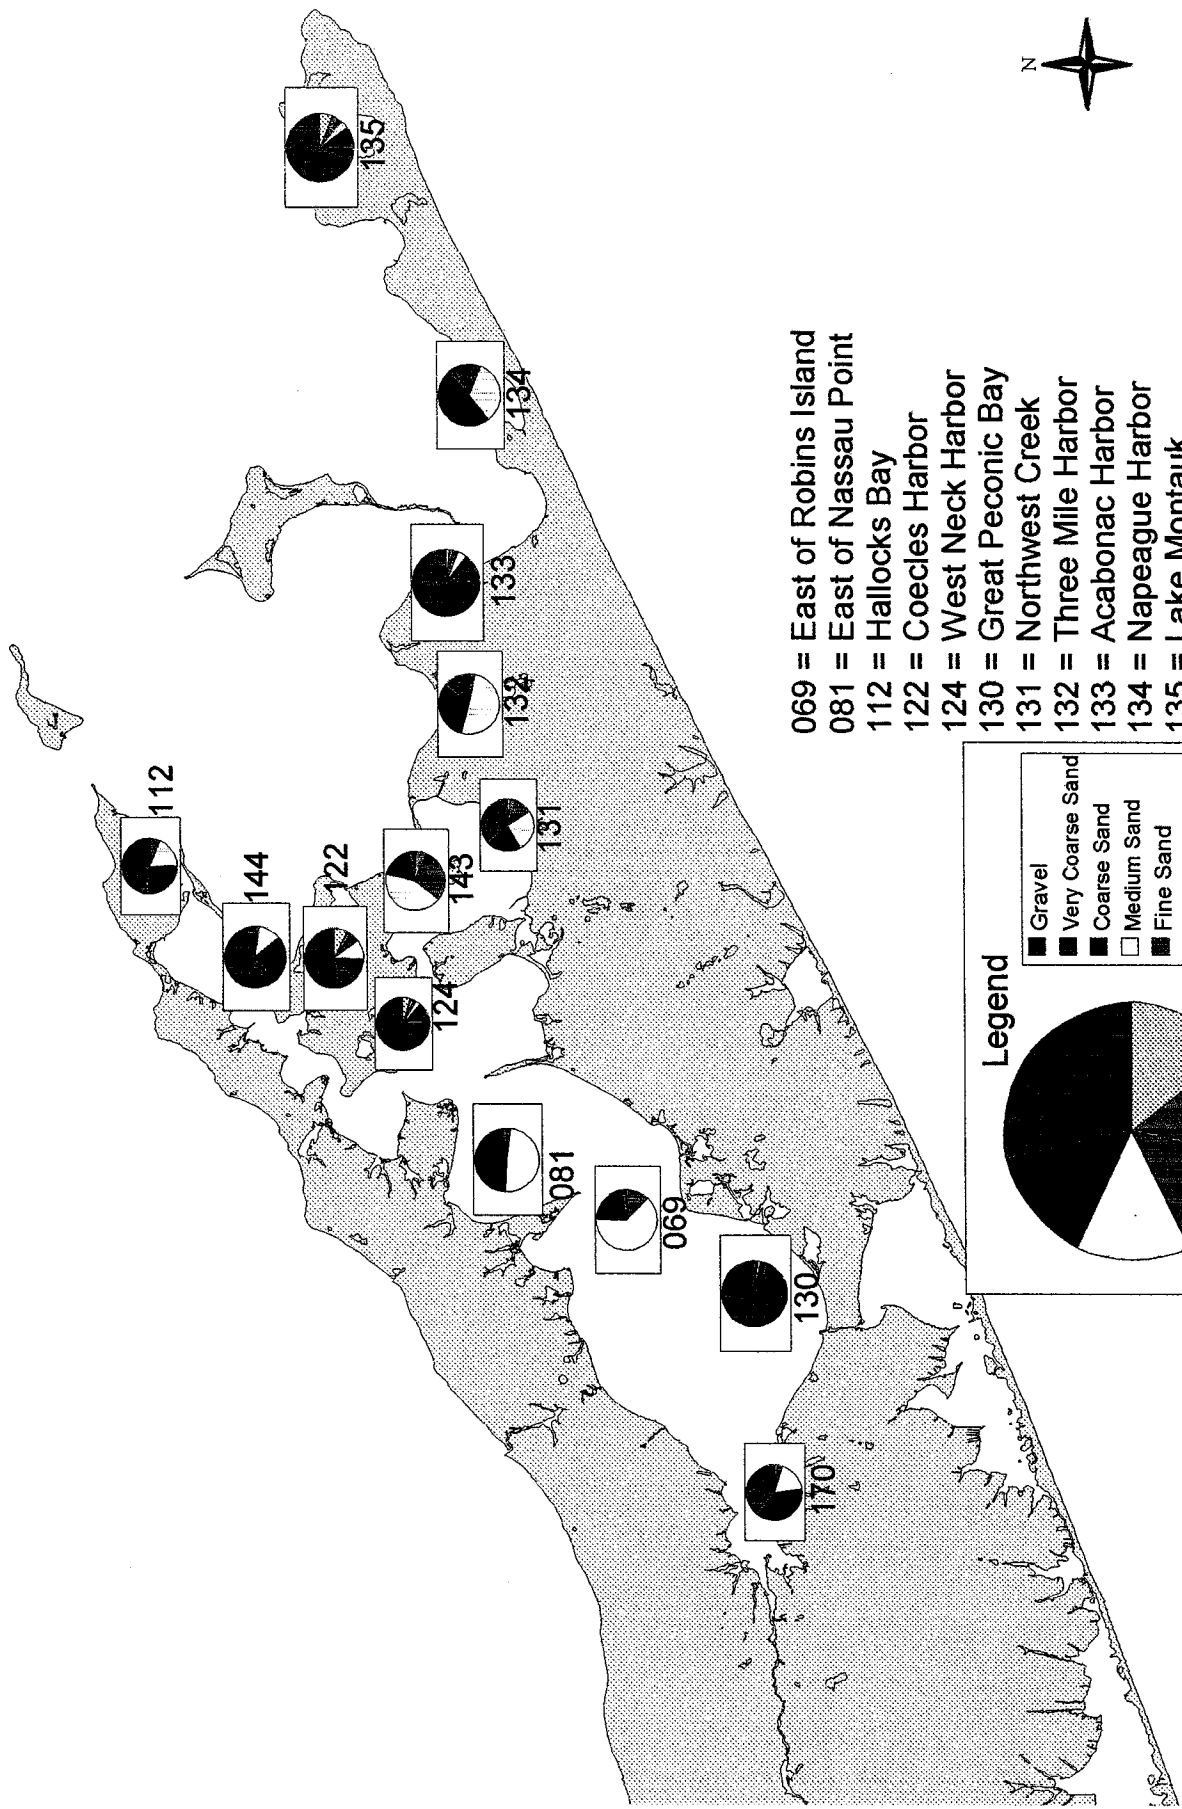 N
135
134
133
132
131
112
144
122
143
124
081
069
130
170
069 = East of Robins Island
081 = East of Nassau Point
112 = Hallocks Bay
122 = Coecles Harbor
124 = West Neck Harbor
130 = Great Peconic Bay
131 = Northwest Creek
132 = Three Mile Harbor
133 = Acabonac Harbor
134 = Napeague Harbor
135 = Lake Montauk
Legend
Gravel
Very Coarse Sand
Coarse Sand
Medium Sand
Fine Sand